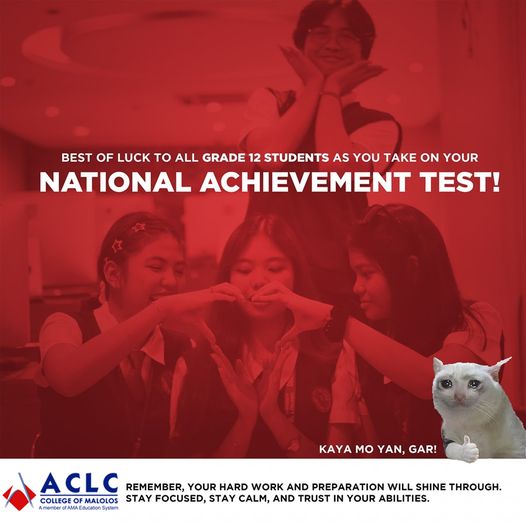 BEST OF LUCK TO ALL GRADE 12 STUDENTS AS YOU TAKE ON YOUR
NATIONAL ACHIEVEMENT TEST!
KAYA MO YAN, GAR!
ACLC
COLLEGE OF MALOLOS
A member of AMA Education System
REMEMBER, YOUR HARD WORK AND PREPARATION WILL SHINE THROUGH.
STAY FOCUSED, STAY CALM, AND TRUST IN YOUR ABILITIES.